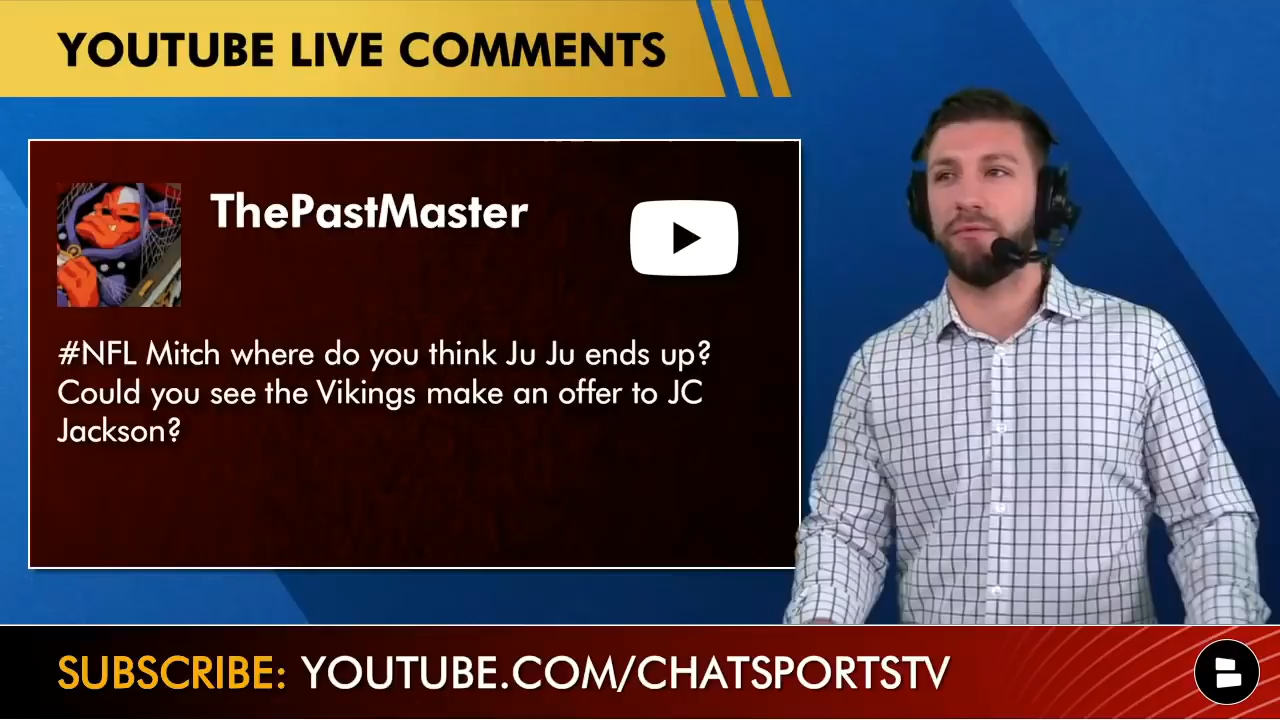 YOUTUBE LIVE COMMENTS
ThePastMaster
#NFL Mitch where do you think Ju Ju ends up?
Could you see the Vikings make an offer to JC
Jackson?
SUBSCRIBE: YOUTUBE.COM/CHATSPORTSTV